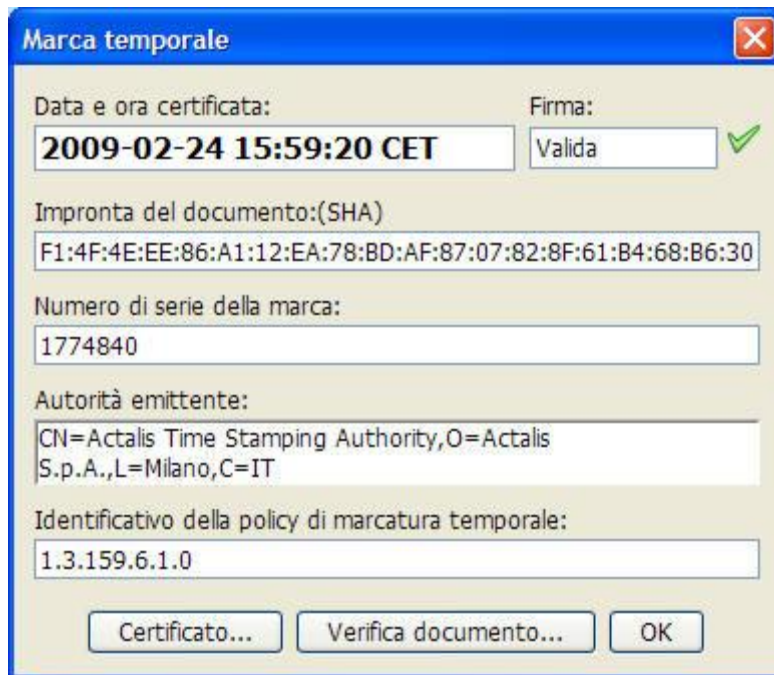 Marca temporale
Data e ora certificata:
Firma:
2009-02-24 15:59:20 CET
Valida
Impronta del documento:(SHA)
F1:4F:4E:EE:86:A1:12:EA:78:BD:AF:87:07:82:8F:61:B4:68:B6:30
Numero di serie della marca:
1774840
Autorità emittente:
CN=Actalis Time Stamping Authority,O=Actalis
S.p.A.,L=Milano,C=IT
Identificativo della policy di marcatura temporale:
1.3.159.6.1.0
Certificato...
Verifica documento...
OK